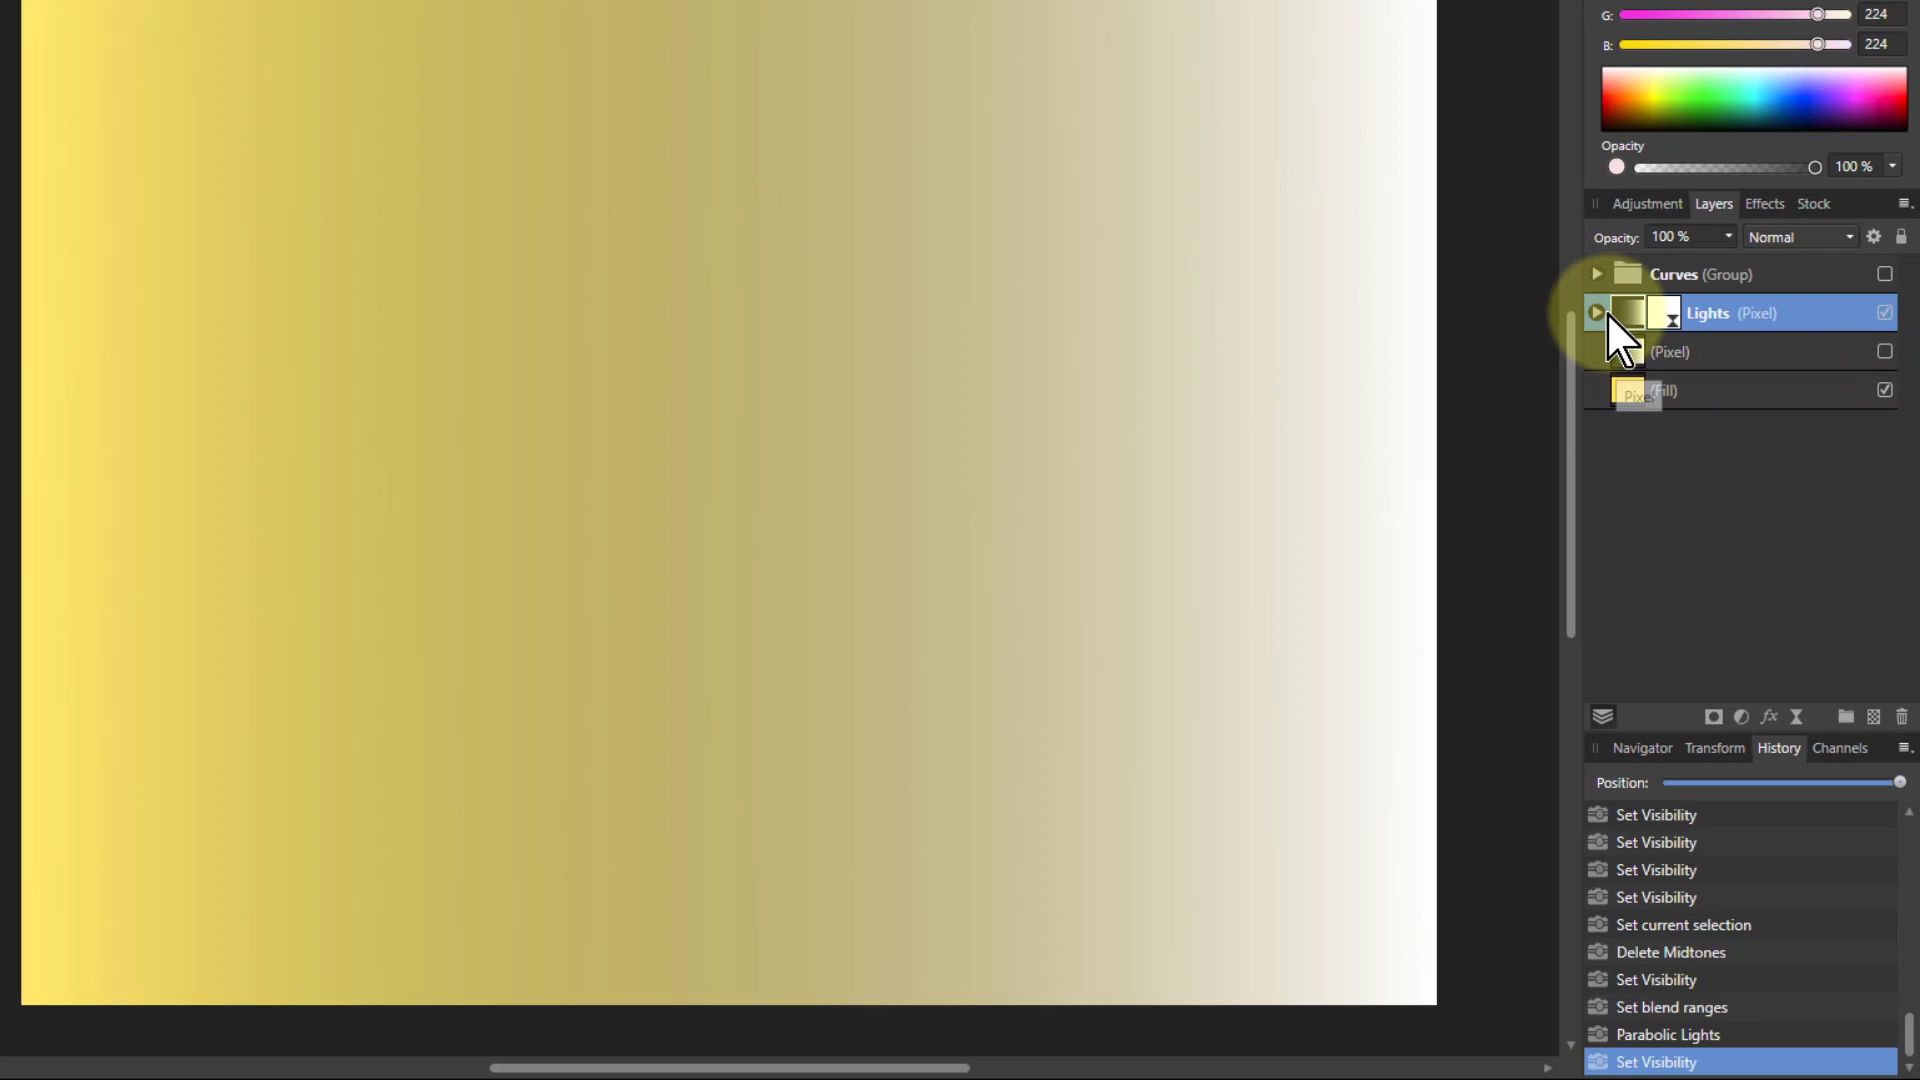 G: 224
B: 224
Opacity
100 %
Adjustment Layers Effects Stock
Opacity: 100 % Normal
Curves (Group)
Lights (Pixel)
(Pixel)
(Fill)
Pixel
Navigator Transform History Channels
Position:
Set Visibility
Set Visibility
Set Visibility
Set Visibility
Set current selection
Delete Midtones
Set Visibility
Set blend ranges
Parabolic Lights
Set Visibility